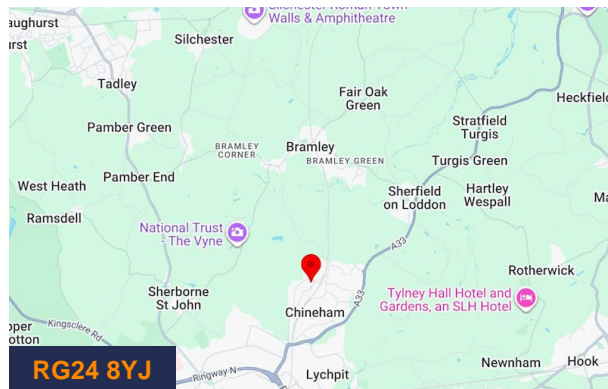 Silchester Roman Town
Walls & Amphitheatre
Silchester
Tadley
Fair Oak
Green
Heckfield
Stratfield
Turgis
Pamber Green
BRAMLEY
CORNER
Bramley
BRAMLEY GREEN
Turgis Green
West Heath
Pamber End
Sherfield
on Loddon
Hartley
Wespall
Ramsdell
National Trust
- The Vyne
A33
Rotherwick
Sherborne
St John
A33
Tylney Hall Hotel and
Gardens, an SLH Hotel
Chineham
Kingsclere Rd
RG24 8YJ
Ringway N
Lychpit
Newnham
Hook